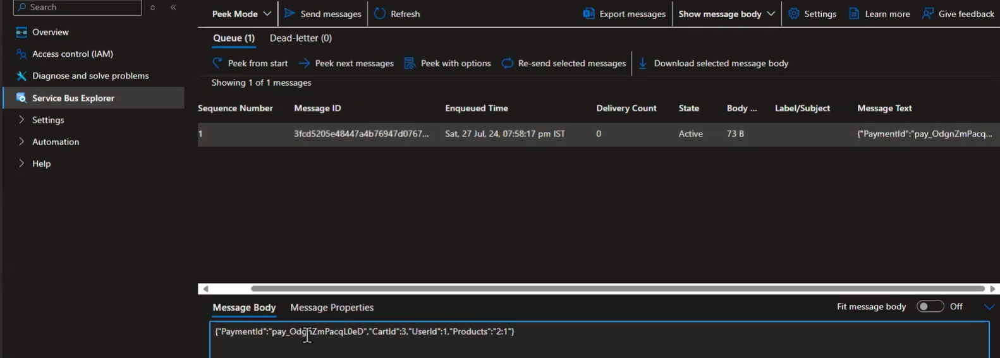 Search
Overview
Access control (IAM)
Diagnose and solve problems
Service Bus Explorer
Settings
Automation
Help
Peek Mode Send messages Refresh Export messages Show message body Settings Learn more Give feedback
Queue (1) Dead-letter (0)
Peek from start Peek next messages Peek with options Re-send selected messages Download selected message body
Showing 1 of 1 messages
Sequence Number Message ID Enqueued Time Delivery Count State Body ... Label/Subject Message Text
1 3fcd5205e48447a4b76947d0767... Sat, 27 Jul, 24, 07:58:17 pm IST 0 Active 73 B {"PaymentId":"pay_OdgnZmPacq...
Message Body Message Properties Fit message body Off
{"PaymentId":"pay_OdgnZmPacqL0eD","CartId":3,"UserId":1,"Products":"2:1"}